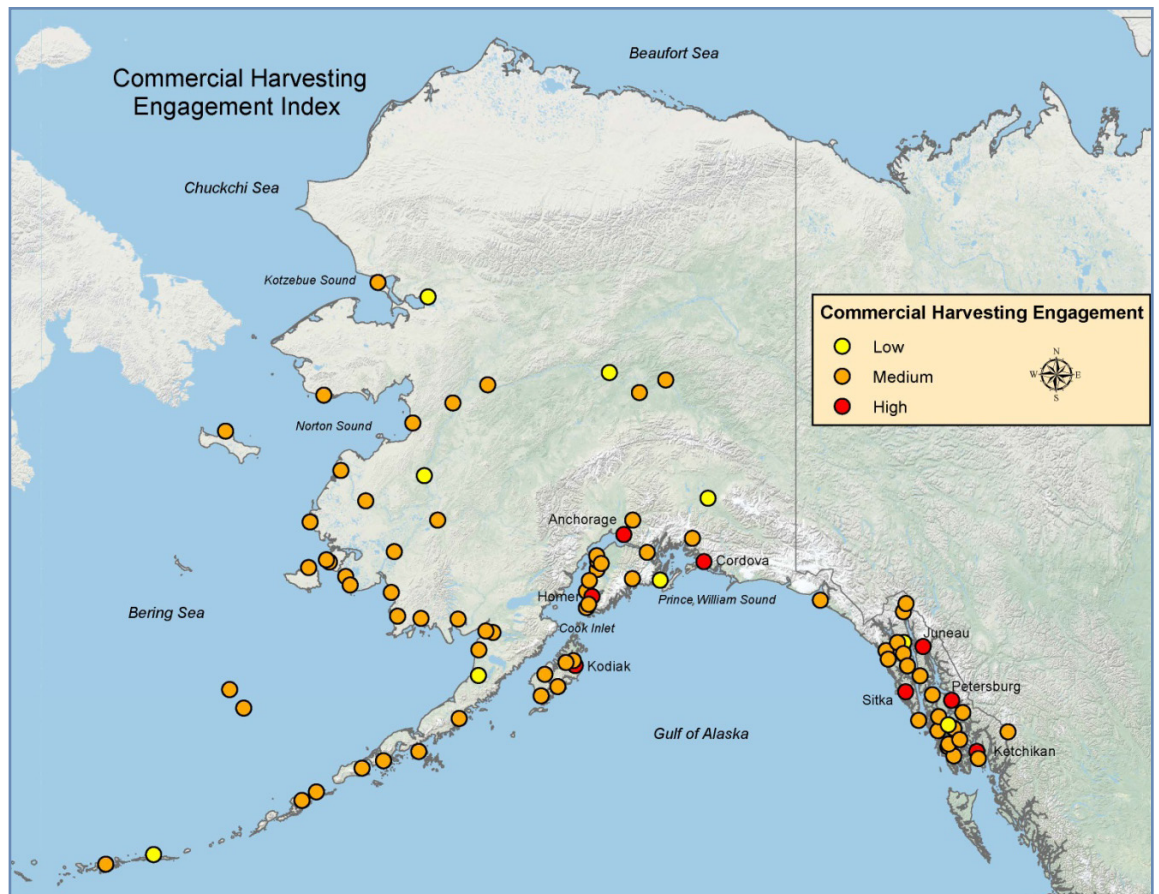 Commercial Harvesting
Engagement Index
Beaufort Sea
Chuckchi Sea
Kotzebue Sound
Commercial Harvesting Engagement
Low
Medium
High
N
W E
S
Norton Sound
Anchorage
Cordova
Homer
Prince William Sound
Bering Sea
Cook Inlet
Juneau
Kodiak
Petersburg
Sitka
Gulf of Alaska
Ketchikan